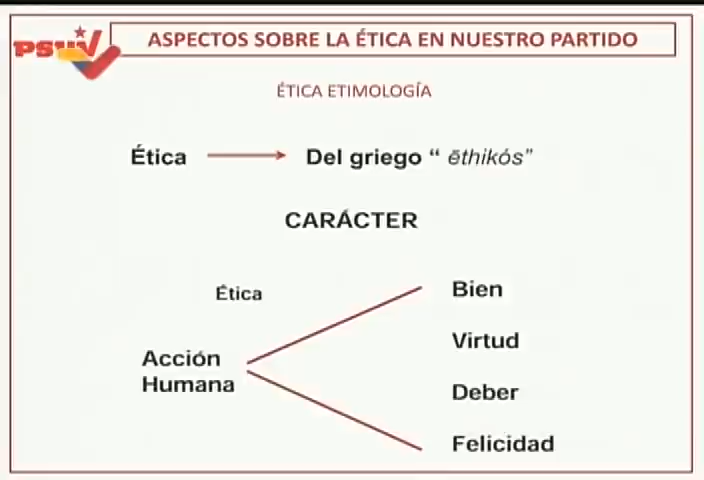 PSUV
ASPECTOS SOBRE LA ÉTICA EN NUESTRO PARTIDO
ÉTICA ETIMOLOGÍA
Ética Del griego “ ēthikós”
CARÁCTER
Ética
Bien
Virtud
Acción
Humana
Deber
Felicidad